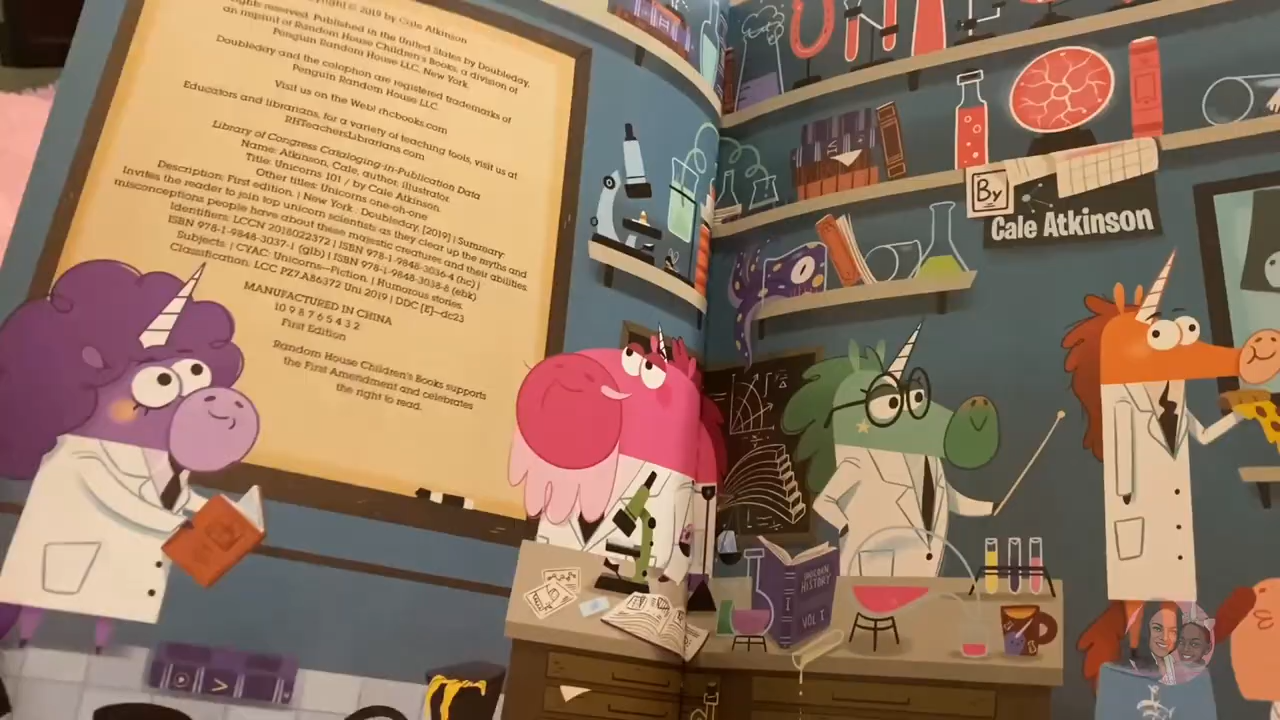 Copyright © 2019 by Cale Atkinson
rights reserved. Published in the United States by Doubleday,
an imprint of Random House Children's Books, a division of
Penguin Random House LLC, New York.
Doubleday and the colophon are registered trademarks of
Penguin Random House LLC.
Visit us on the Web! rhcbooks.com
Educators and librarians, for a variety of teaching tools, visit us at
RHTeachersLibrarians.com
Library of Congress Cataloging-in-Publication Data
Name: Atkinson, Cale, author, illustrator.
Title: Unicorns 101 / by Cale Atkinson.
Other titles: Unicorns one-oh-one
Description: First edition. | New York : Doubleday, [2019] | Summary:
Invites the reader to join top unicorn scientists as they clear up the myths and
misconceptions people have about these majestic creatures and their abilities.
Identifiers: LCCN 2018022372 | ISBN 978-1-9848-3036-4 (hc) |
ISBN 978-1-9848-3037-1 (glb) | ISBN 978-1-9848-3038-8 (ebk)
Subjects: | CYAC: Unicorns—Fiction. | Humorous stories.
Classification: LCC PZ7.A86372 Uni 2019 | DDC [E]—dc23
MANUFACTURED IN CHINA
10 9 8 7 6 5 4 3 2
First Edition
Random House Children's Books supports
the First Amendment and celebrates
the right to read.
By
Cale Atkinson
UNICORN
HISTORY
I
VOL I